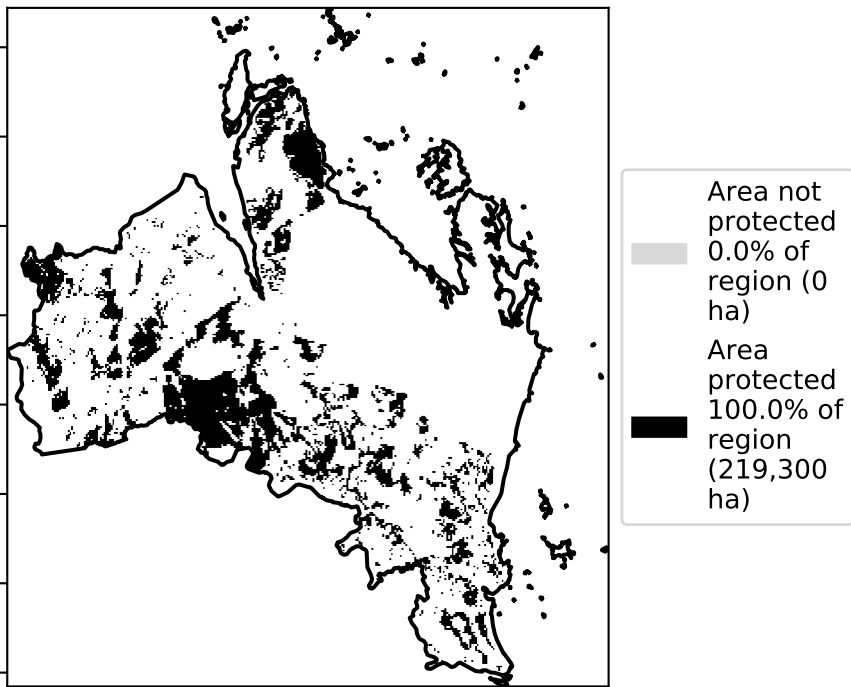 Area not
protected
0.0% of
region (0
ha)
Area
protected
100.0% of
region
(219,300
ha)